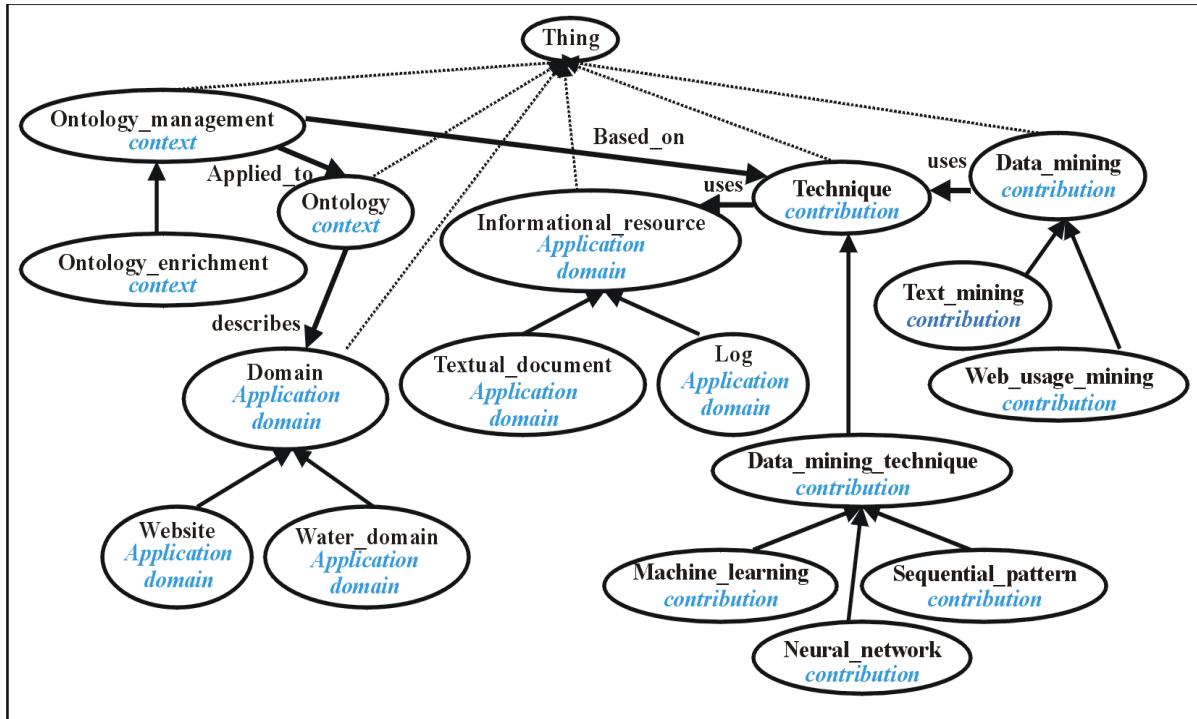 Thing
Ontology_management
context
Based_on
Applied_to
uses
uses
Data_mining
contribution
Technique
contribution
Ontology
context
Informational_resource
Application
domain
Ontology_enrichment
context
Text_mining
contribution
describes
Domain
Application
domain
Textual_document
Application
domain
Log
Application
domain
Web_usage_mining
contribution
Data_mining_technique
contribution
Website
Application
domain
Water_domain
Application
domain
Machine_learning
contribution
Sequential_pattern
contribution
Neural_network
contribution